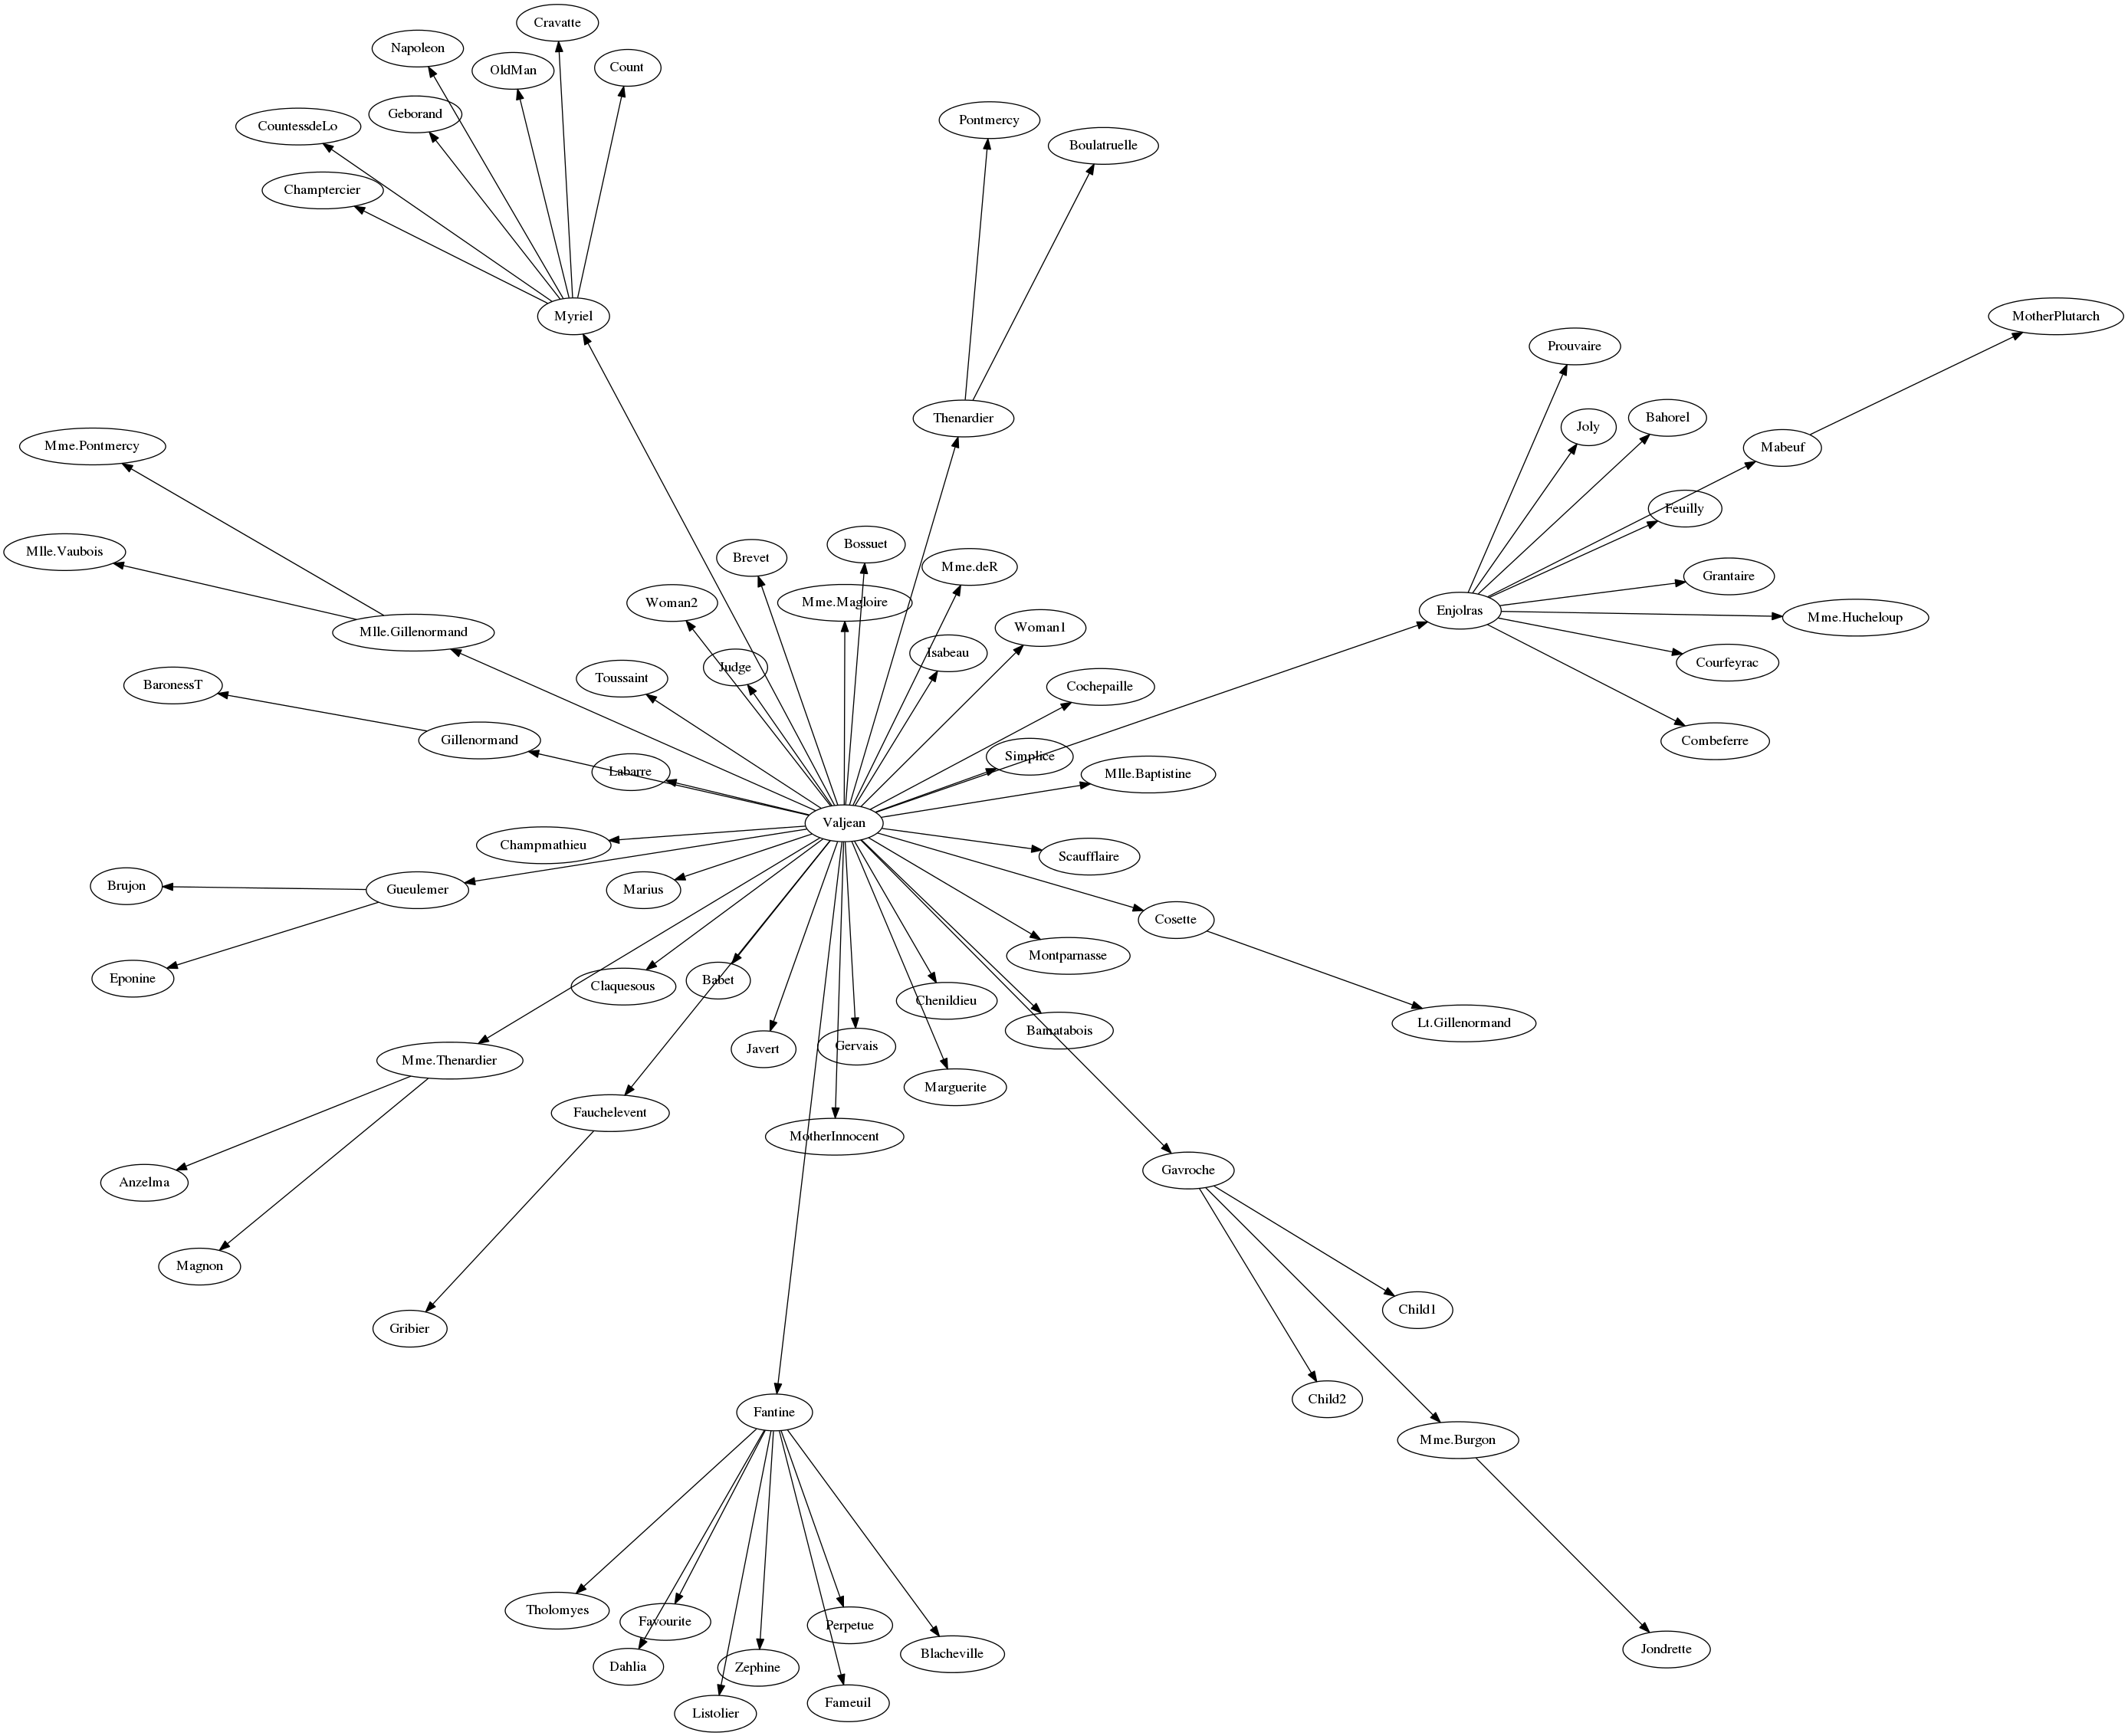 Cravatte
Napoleon
Count
OldMan
Geborand
CountessdeLo
Champtercier
Pontmercy
Boulatruelle
Myriel
MotherPlutarch
Prouvaire
Thenardier
Bahorel
Joly
Mme.Pontmercy
Mabeuf
Feuilly
Bossuet
Mlle.Vaubois
Brevet
Mme.deR
Grantaire
Woman2
Mme.Magloire
Enjolras
Mme.Hucheloup
Woman1
Mlle.Gillenormand
Isabeau
Courfeyrac
Judge
Toussaint
BaronessT
Cochepaille
Gillenormand
Combeferre
Simplice
Labarre
Mlle.Baptistine
Valjean
Champmathieu
Scaufflaire
Brujon
Gueulemer
Marius
Cosette
Montparnasse
Eponine
Babet
Claquesous
Chenildieu
Lt.Gillenormand
Bamatabois
Gervais
Javert
Mme.Thenardier
Marguerite
Fauchelevent
MotherInnocent
Gavroche
Anzelma
Magnon
Child1
Gribier
Child2
Fantine
Mme.Burgon
Tholomyes
Favourite
Perpetue
Jondrette
Blacheville
Dahlia
Zephine
Fameuil
Listolier